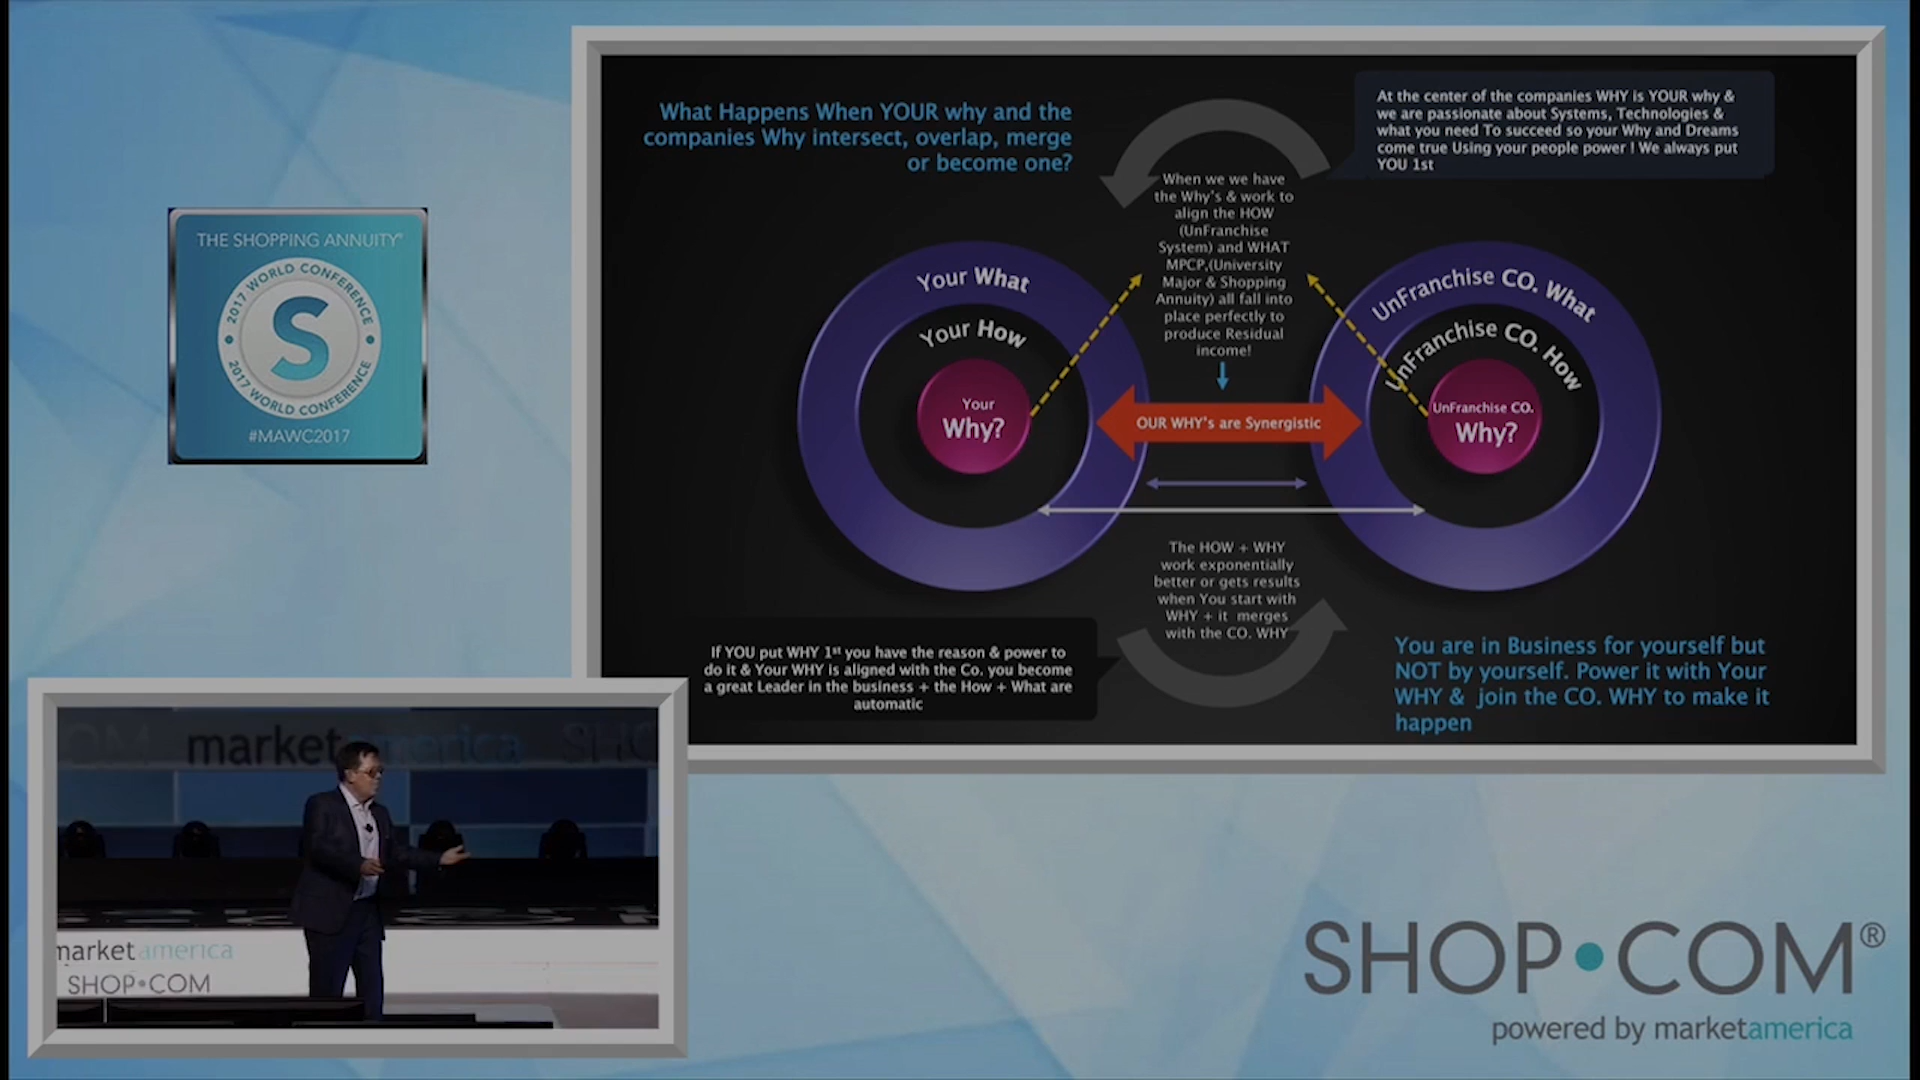 What Happens When YOUR why and the
companies Why intersect, overlap, merge
or become one?
At the center of the companies WHY is YOUR why &
we are passionate about Systems, Technologies &
what you need To succeed so your Why and Dreams
come true Using your people power ! We always put
YOU 1st
When we we have
the Why's & work to
align the HOW
(UnFranchise
System) and WHAT
MPCP,(University
Major & Shopping
Annuity) all fall into
place perfectly to
produce Residual
income!
Your What
Your How
Your
Why?
OUR WHY's are Synergistic
UnFranchise CO. What
UnFranchise CO. How
UnFranchise CO.
Why?
The HOW + WHY
work exponentially
better or gets results
when You start with
WHY + it merges
with the CO. WHY
If YOU put WHY 1st you have the reason & power to
do it & Your WHY is aligned with the Co. you become
a great Leader in the business + the How + What are
automatic
You are in Business for yourself but
NOT by yourself. Power it with Your
WHY & join the CO. WHY to make it
happen
THE SHOPPING ANNUITY®
2017 WORLD CONFERENCE
S
2017 WORLD CONFERENCE
#MAWC2017
marketamerica
marketamerica
SHOP•COM
SHOP•COM®
powered by marketamerica